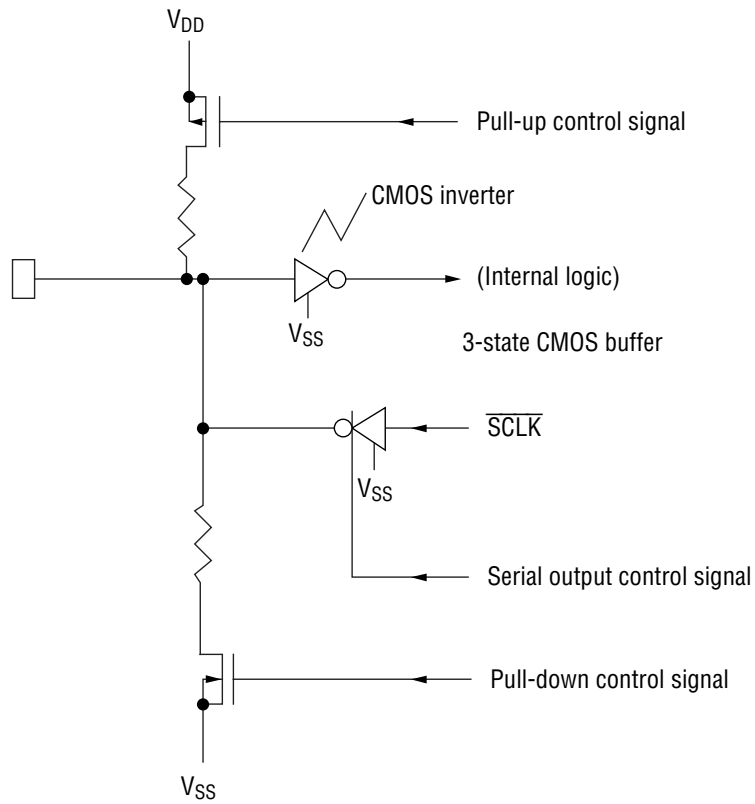 VDD
Pull-up control signal
CMOS inverter
(Internal logic)
VSS
3-state CMOS buffer
S̅C̅L̅K̅
VSS
Serial output control signal
Pull-down control signal
VSS